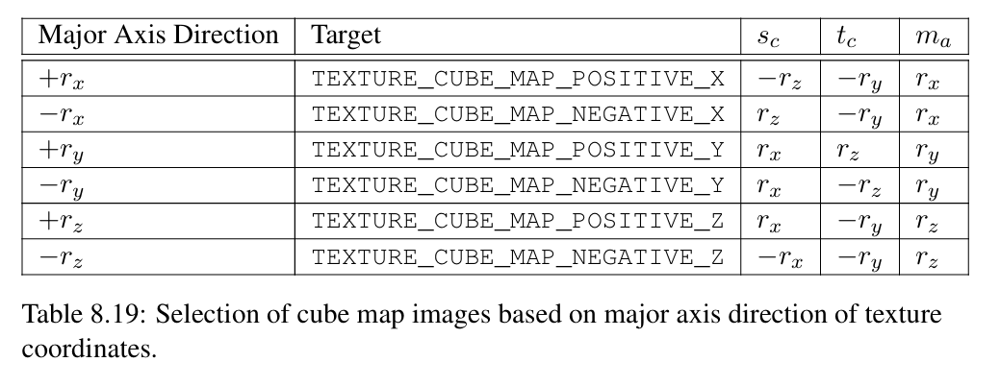 Major Axis Direction Target s_c t_c m_a
+r_x TEXTURE_CUBE_MAP_POSITIVE_X −r_z −r_y r_x
−r_x TEXTURE_CUBE_MAP_NEGATIVE_X r_z −r_y r_x
+r_y TEXTURE_CUBE_MAP_POSITIVE_Y r_x r_z r_y
−r_y TEXTURE_CUBE_MAP_NEGATIVE_Y r_x −r_z r_y
+r_z TEXTURE_CUBE_MAP_POSITIVE_Z r_x −r_y r_z
−r_z TEXTURE_CUBE_MAP_NEGATIVE_Z −r_x −r_y r_z
Table 8.19: Selection of cube map images based on major axis direction of texture
coordinates.